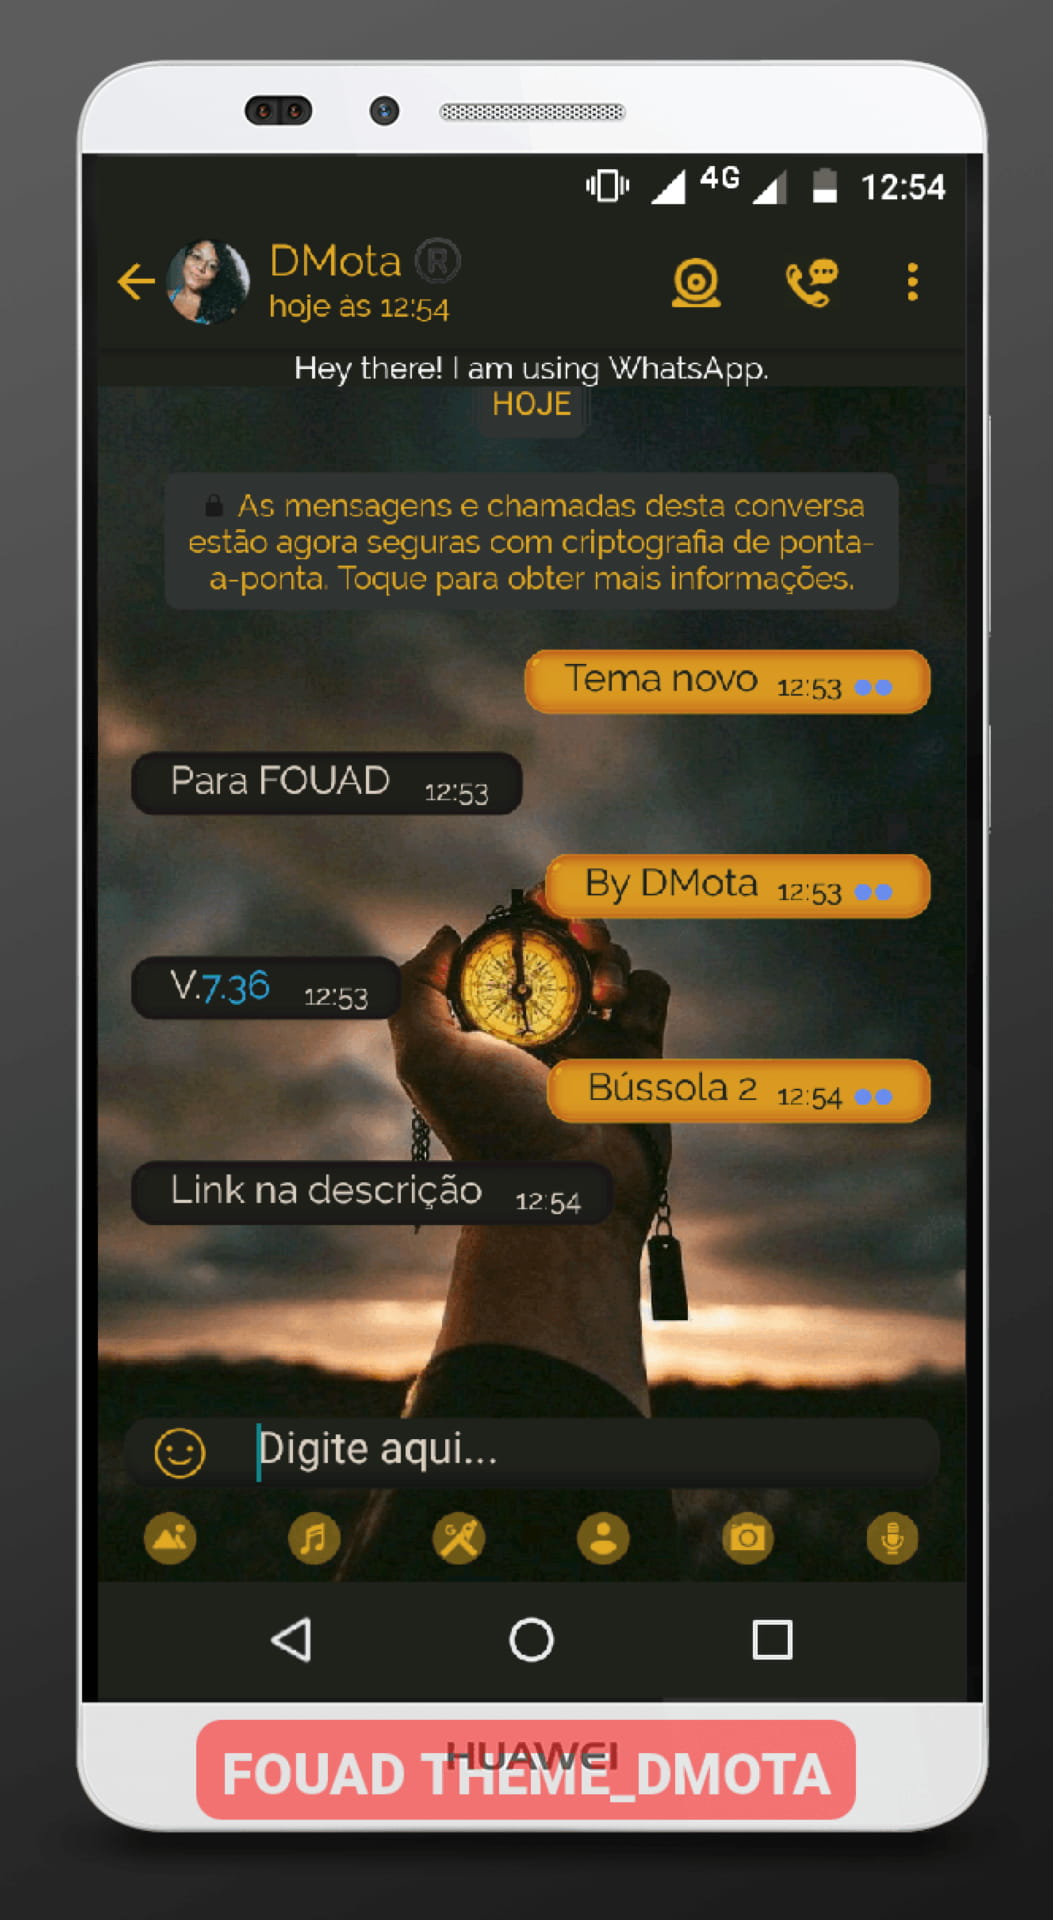 4G 12:54
DMota ®
hoje às 12:54
Hey there! I am using WhatsApp.
HOJE
As mensagens e chamadas desta conversa
estão agora seguras com criptografia de ponta-
a-ponta. Toque para obter mais informações.
Tema novo 12:53
Para FOUAD 12:53
By DMota 12:53
V.7.36 12:53
Bússola 2 12:54
Link na descrição 12:54
Digite aqui...
HUAWEI
FOUAD THEME_DMOTA